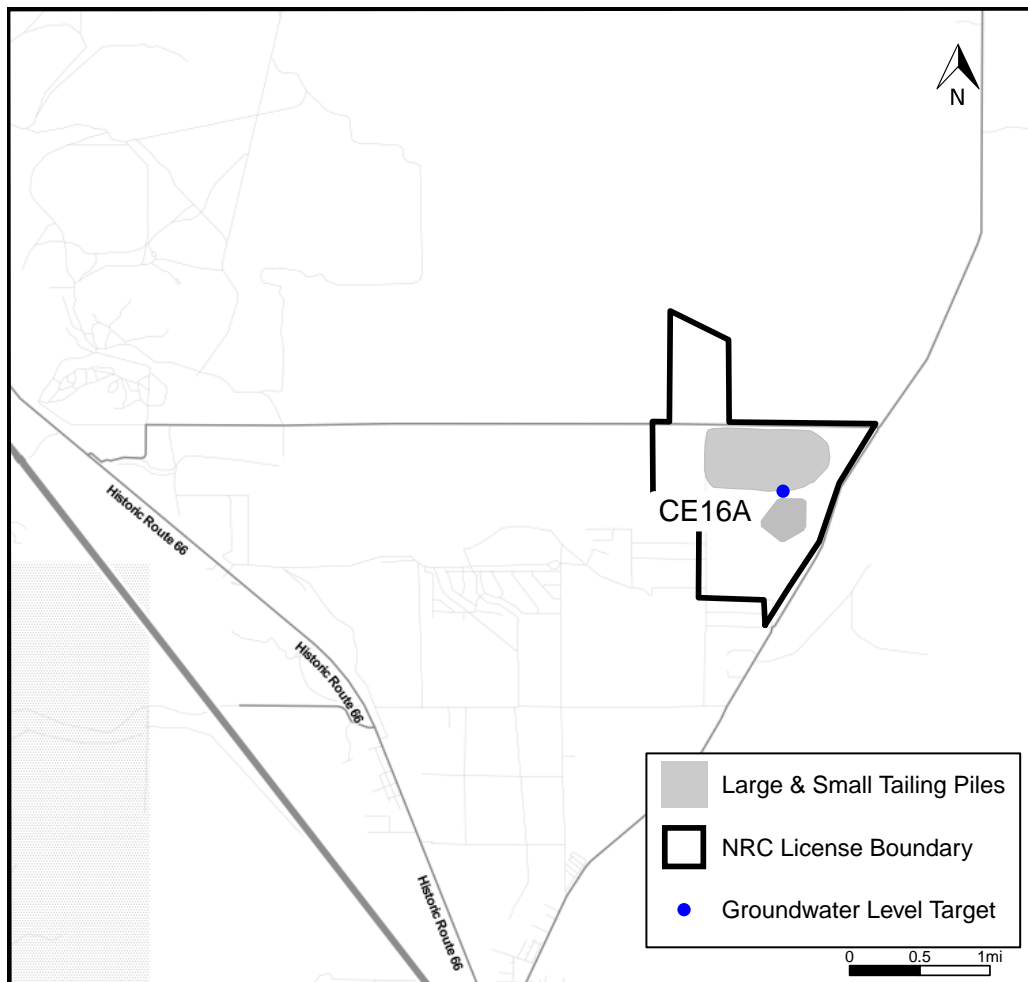 N
CE16A
Historic Route 66
Historic Route 66
Historic Route 66
Large & Small Tailing Piles
NRC License Boundary
Groundwater Level Target
0 0.5 1mi